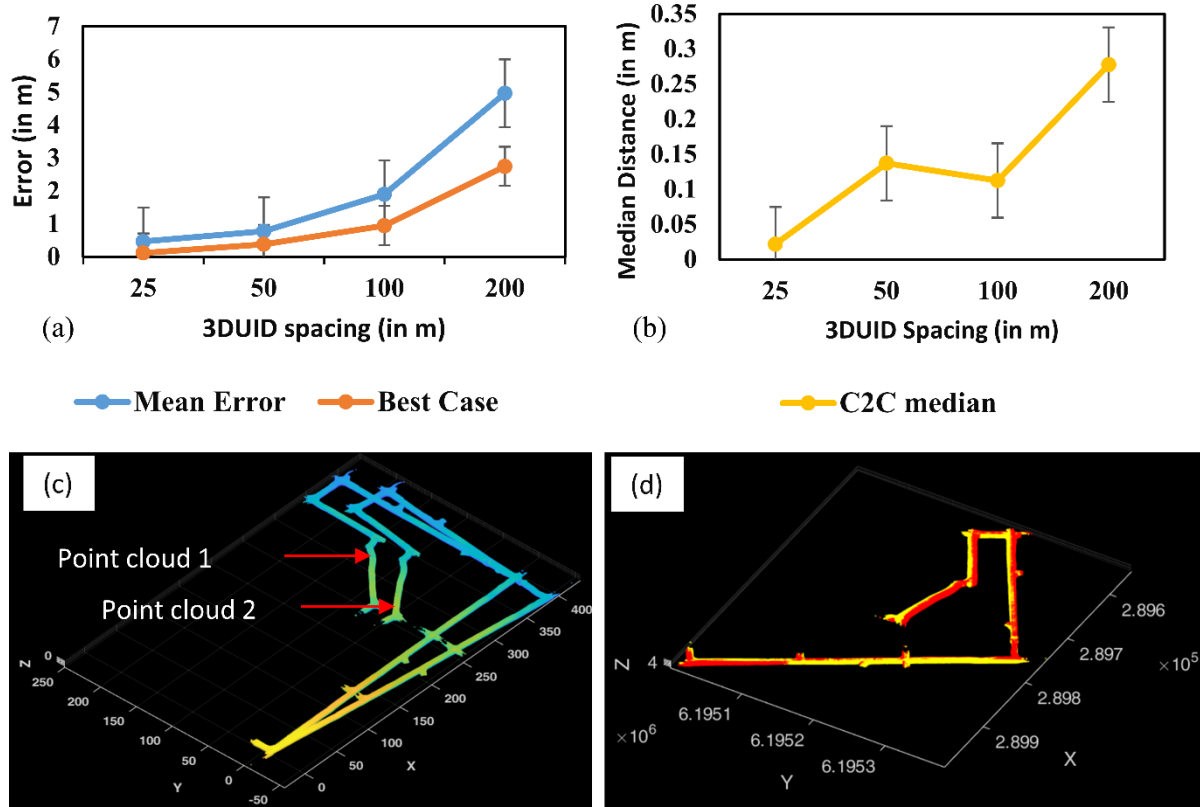 7
6
5
4
3
2
1
0
Error (in m)
25 50 100 200
(a) 3DUID spacing (in m)
0.35
0.3
0.25
0.2
0.15
0.1
0.05
0
Median Distance (in m)
25 50 100 200
(b) 3DUID Spacing (in m)
Mean Error Best Case
C2C median
(c)
Point cloud 1
Point cloud 2
Z
0
250
200
150
100
50
0
-50
Y
0
50
100
150
200
250
300
350
400
X
(d)
Z
4
×10⁶
6.1951
6.1952
6.1953
Y
2.896
2.897
2.898
2.899
×10⁵
X